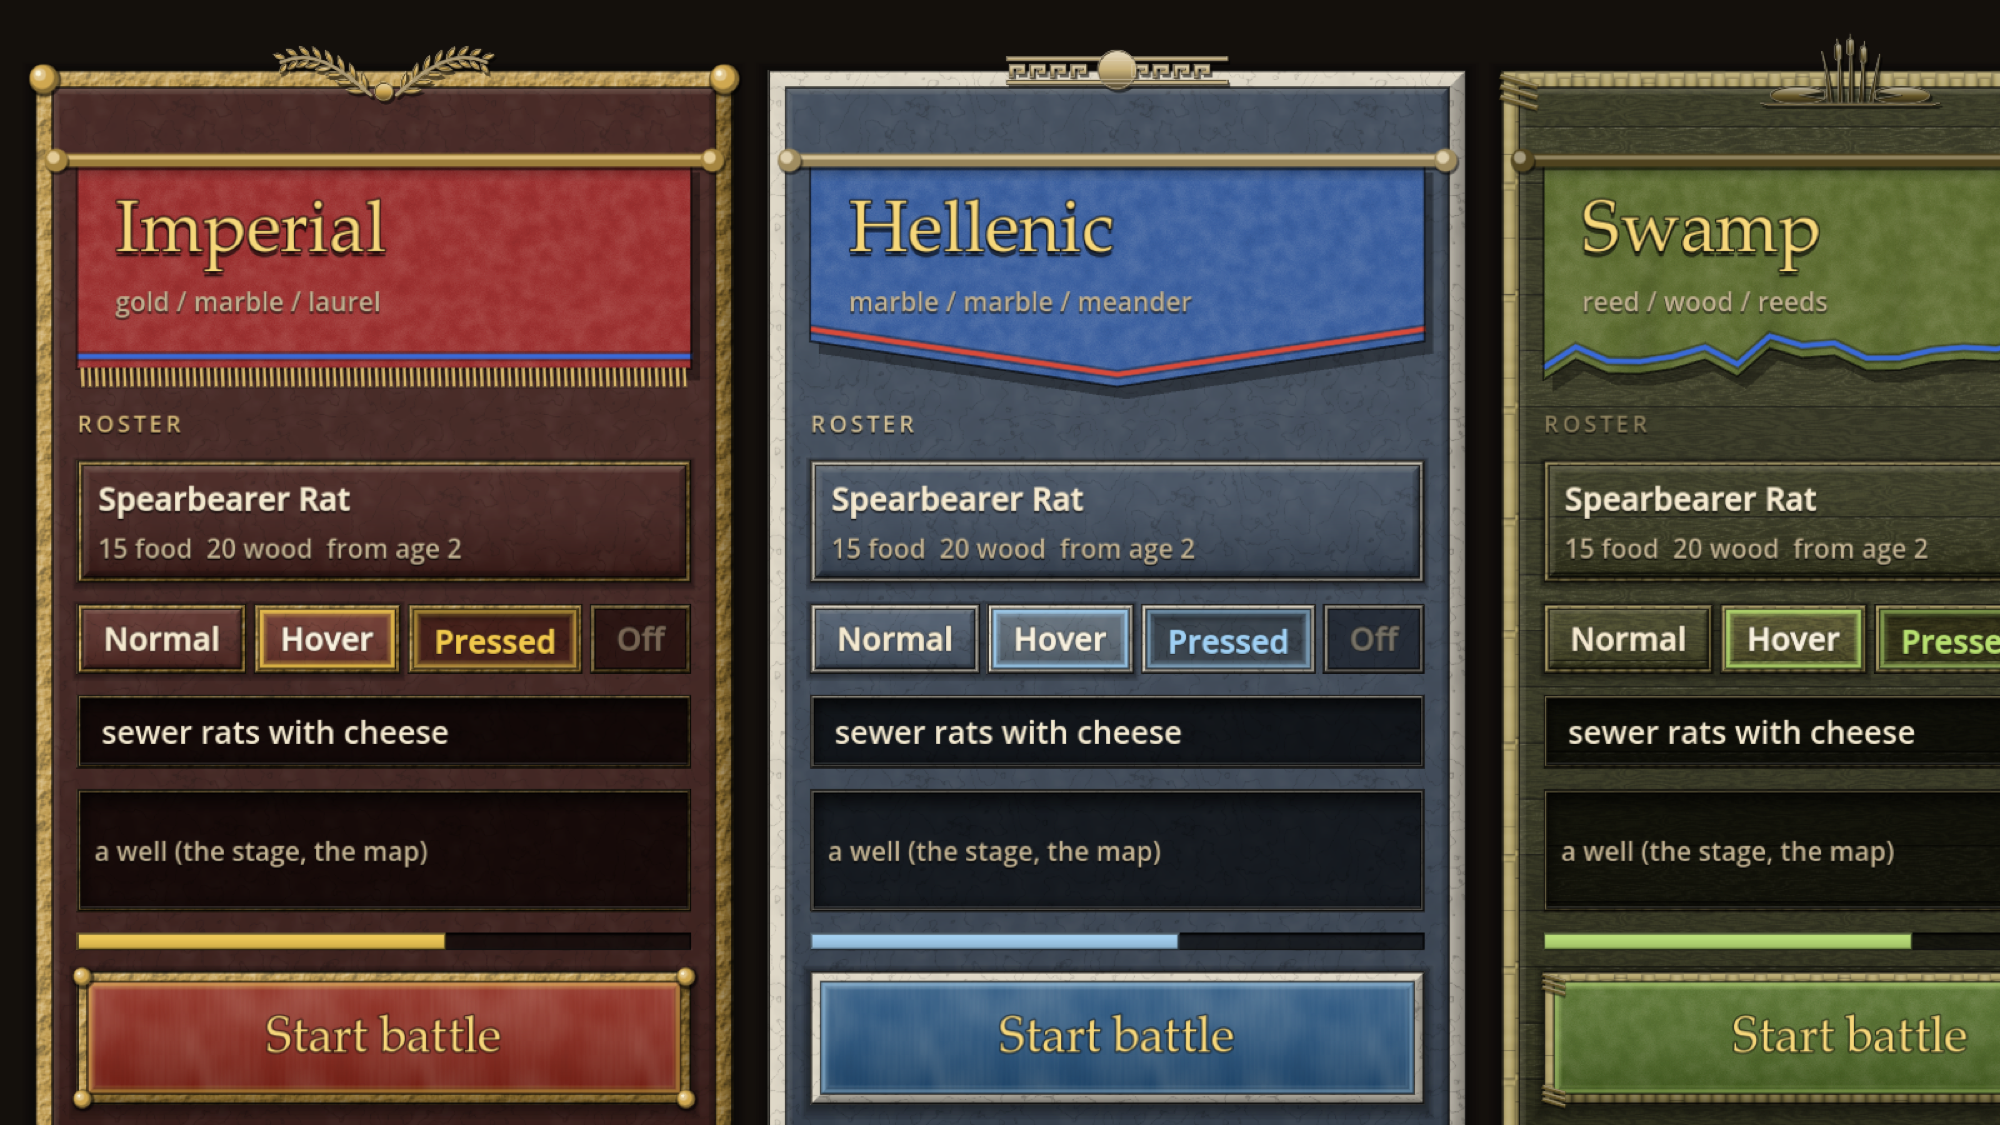 Imperial
gold / marble / laurel
ROSTER
Spearbearer Rat
15 food 20 wood from age 2
Normal Hover Pressed Off
sewer rats with cheese
a well (the stage, the map)
Start battle
Hellenic
marble / marble / meander
ROSTER
Spearbearer Rat
15 food 20 wood from age 2
Normal Hover Pressed Off
sewer rats with cheese
a well (the stage, the map)
Start battle
Swamp
reed / wood / reeds
ROSTER
Spearbearer Rat
15 food 20 wood from age 2
Normal Hover Presse
sewer rats with cheese
a well (the stage, the map)
Start battle